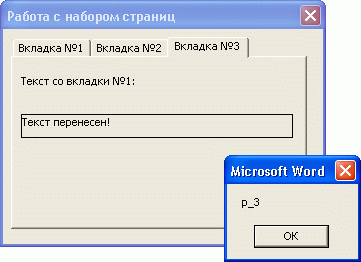 Работа с набором страниц
Вкладка №1 Вкладка №2 Вкладка №3
Текст со вкладки №1:
Текст перенесен!
Microsoft Word
p_3
OK